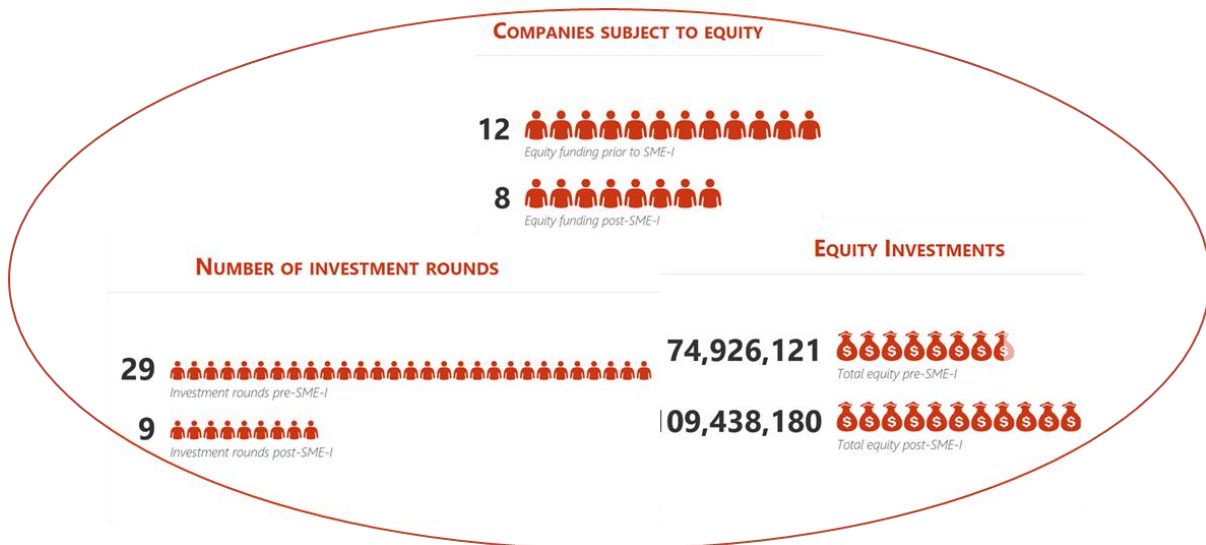 COMPANIES SUBJECT TO EQUITY
12
Equity funding prior to SME-I
8
Equity funding post-SME-I
NUMBER OF INVESTMENT ROUNDS
29
Investment rounds pre-SME-I
9
Investment rounds post-SME-I
EQUITY INVESTMENTS
74,926,121
Total equity pre-SME-I
09,438,180
Total equity post-SME-I